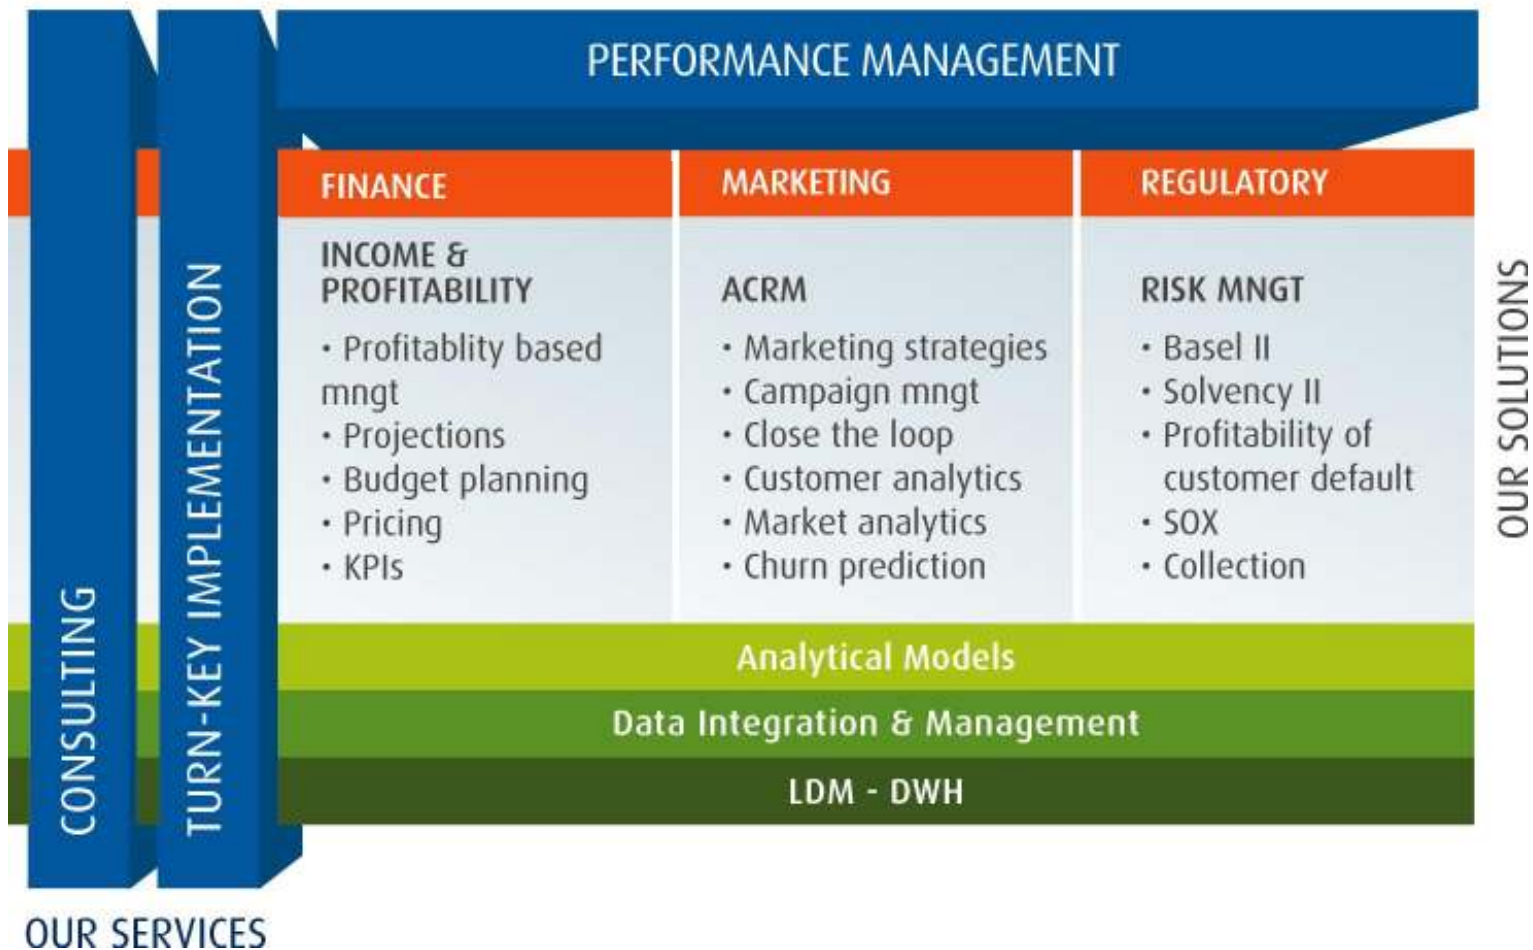 PERFORMANCE MANAGEMENT
FINANCE
INCOME &
PROFITABILITY
• Profitablity based
mngt
• Projections
• Budget planning
• Pricing
• KPIs
MARKETING
ACRM
• Marketing strategies
• Campaign mngt
• Close the loop
• Customer analytics
• Market analytics
• Churn prediction
REGULATORY
RISK MNGT
• Basel II
• Solvency II
• Profitability of
customer default
• SOX
• Collection
Analytical Models
Data Integration & Management
LDM - DWH
CONSULTING
TURN-KEY IMPLEMENTATION
OUR SERVICES
OUR SOLUTIONS